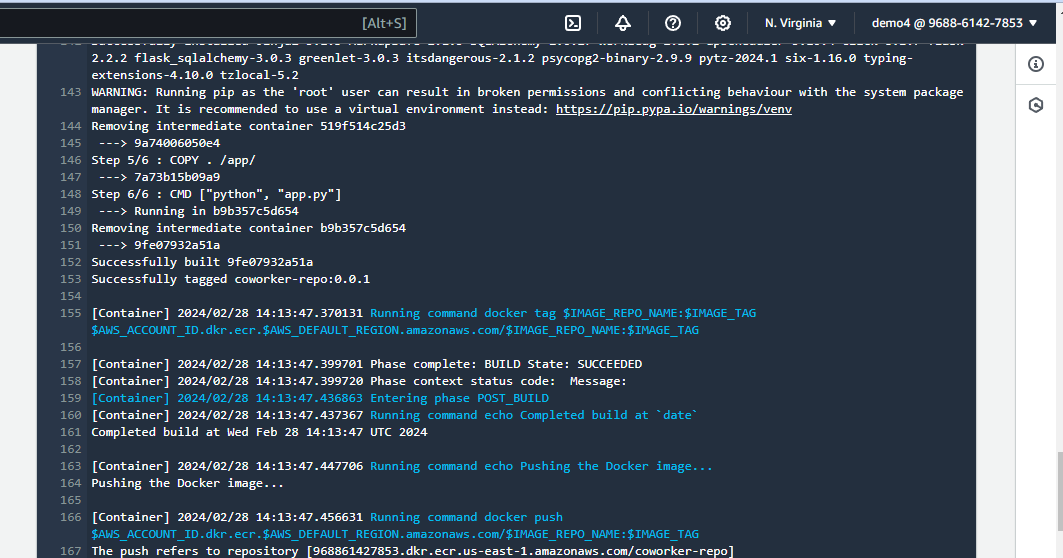 [Alt+S]
N. Virginia ▼
demo4 @ 9688-6142-7853 ▼
2.2.2 flask_sqlalchemy-3.0.3 greenlet-3.0.3 itsdangerous-2.1.2 psycopg2-binary-2.9.9 pytz-2024.1 six-1.16.0 typing-
extensions-4.10.0 tzlocal-5.2
143 WARNING: Running pip as the 'root' user can result in broken permissions and conflicting behaviour with the system package
manager. It is recommended to use a virtual environment instead: https://pip.pypa.io/warnings/venv
144 Removing intermediate container 519f514c25d3
145 ---> 9a74006050e4
146 Step 5/6 : COPY . /app/
147 ---> 7a73b15b09a9
148 Step 6/6 : CMD ["python", "app.py"]
149 ---> Running in b9b357c5d654
150 Removing intermediate container b9b357c5d654
151 ---> 9fe07932a51a
152 Successfully built 9fe07932a51a
153 Successfully tagged coworker-repo:0.0.1
154
155 [Container] 2024/02/28 14:13:47.370131 Running command docker tag $IMAGE_REPO_NAME:$IMAGE_TAG
$AWS_ACCOUNT_ID.dkr.ecr.$AWS_DEFAULT_REGION.amazonaws.com/$IMAGE_REPO_NAME:$IMAGE_TAG
156
157 [Container] 2024/02/28 14:13:47.399701 Phase complete: BUILD State: SUCCEEDED
158 [Container] 2024/02/28 14:13:47.399720 Phase context status code:  Message:
159 [Container] 2024/02/28 14:13:47.436863 Entering phase POST_BUILD
160 [Container] 2024/02/28 14:13:47.437367 Running command echo Completed build at `date`
161 Completed build at Wed Feb 28 14:13:47 UTC 2024
162
163 [Container] 2024/02/28 14:13:47.447706 Running command echo Pushing the Docker image...
164 Pushing the Docker image...
165
166 [Container] 2024/02/28 14:13:47.456631 Running command docker push
$AWS_ACCOUNT_ID.dkr.ecr.$AWS_DEFAULT_REGION.amazonaws.com/$IMAGE_REPO_NAME:$IMAGE_TAG
167 The push refers to repository [968861427853.dkr.ecr.us-east-1.amazonaws.com/coworker-repo]